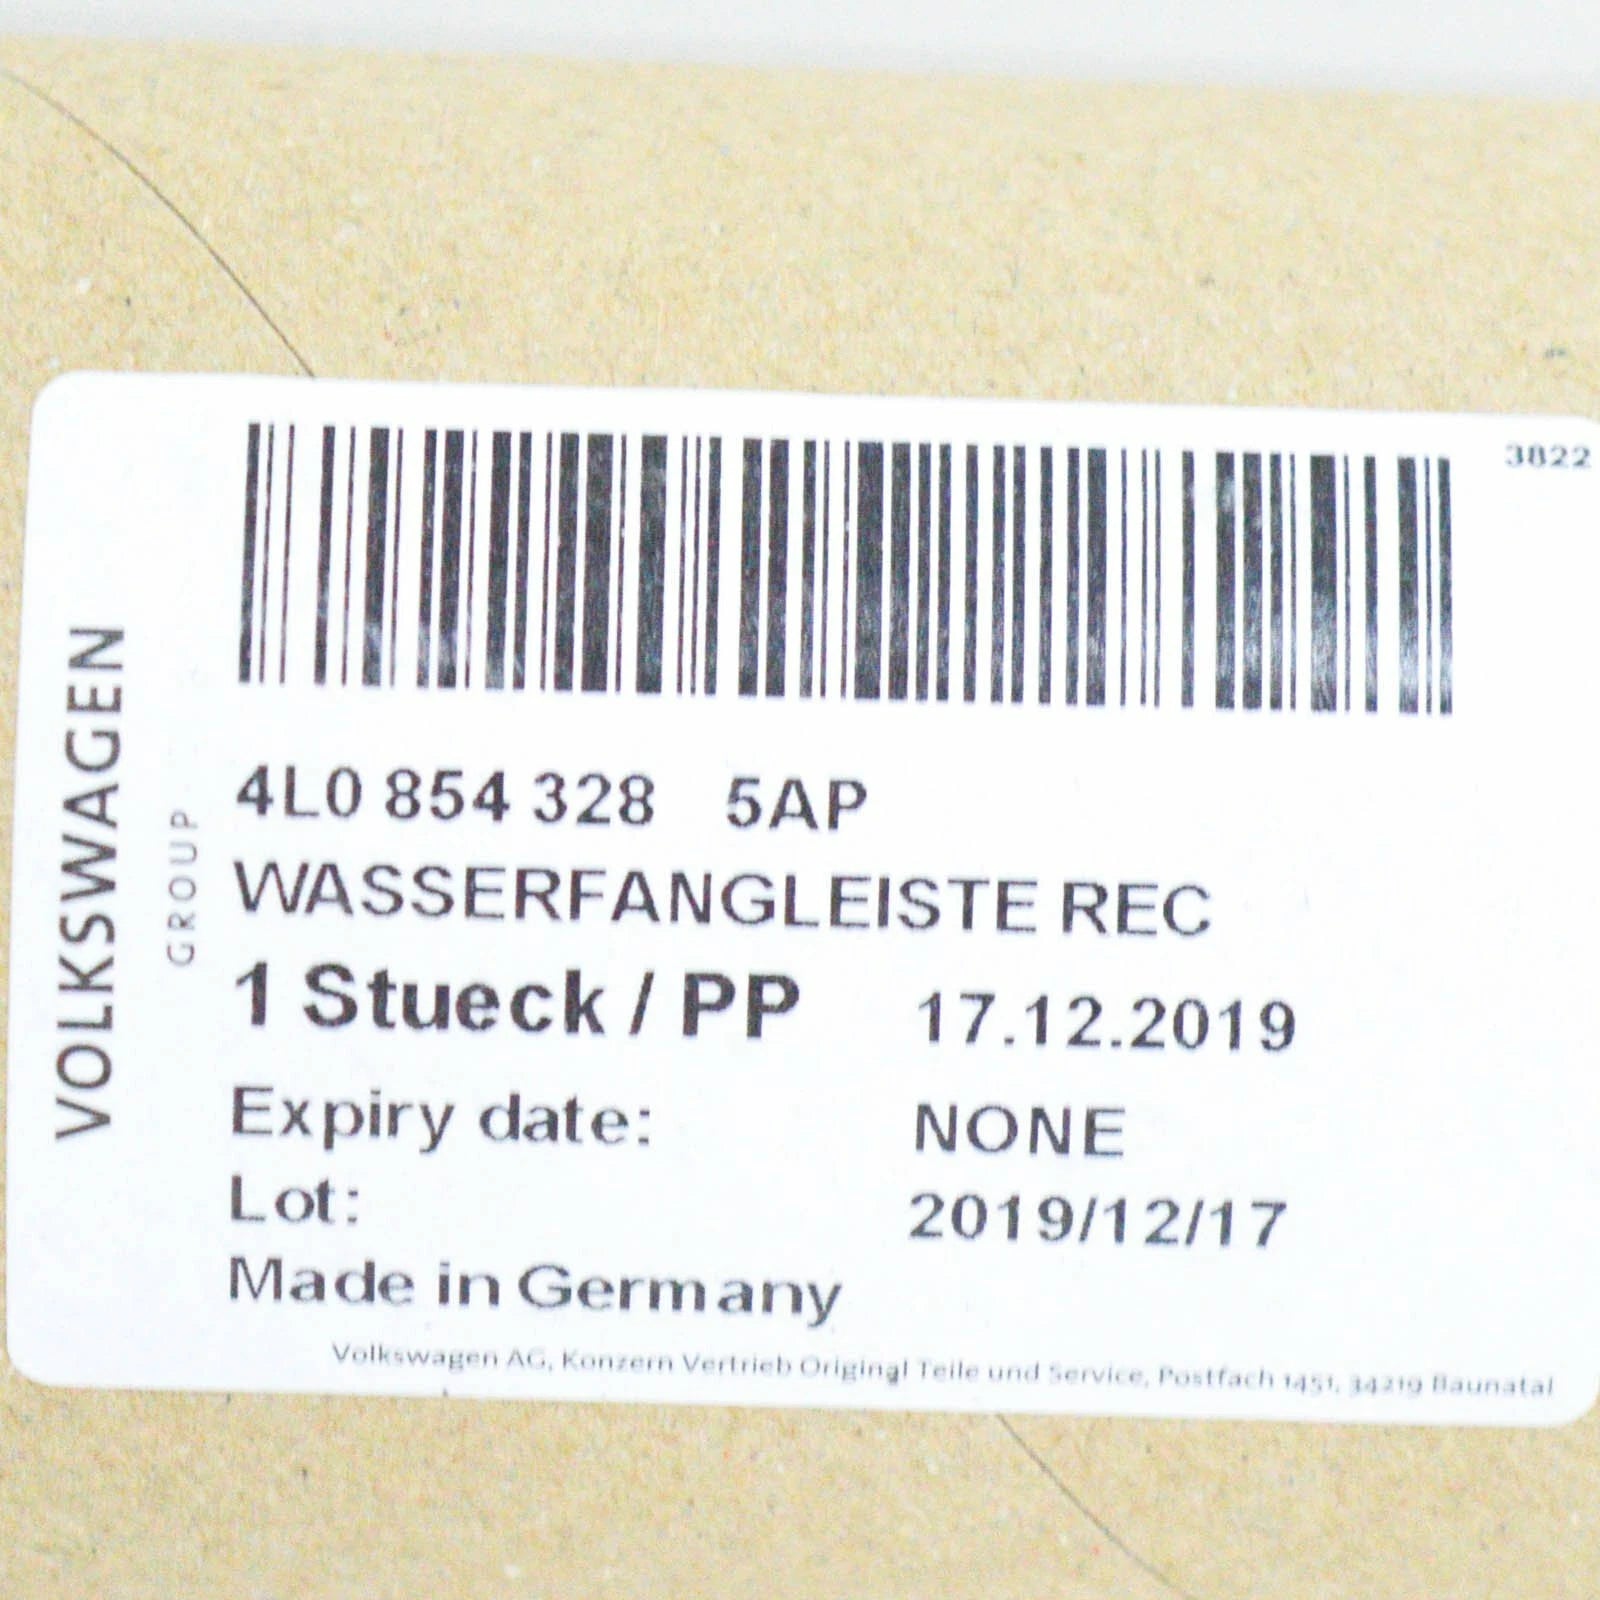 3822
VOLKSWAGEN
GROUP
4L0 854 328 5AP
WASSERFANGLEISTE REC
1 Stueck / PP 17.12.2019
Expiry date: NONE
Lot: 2019/12/17
Made in Germany
Volkswagen AG, Konzern Vertrieb Original Teile und Service, Postfach 1451, 34219 Baunatal